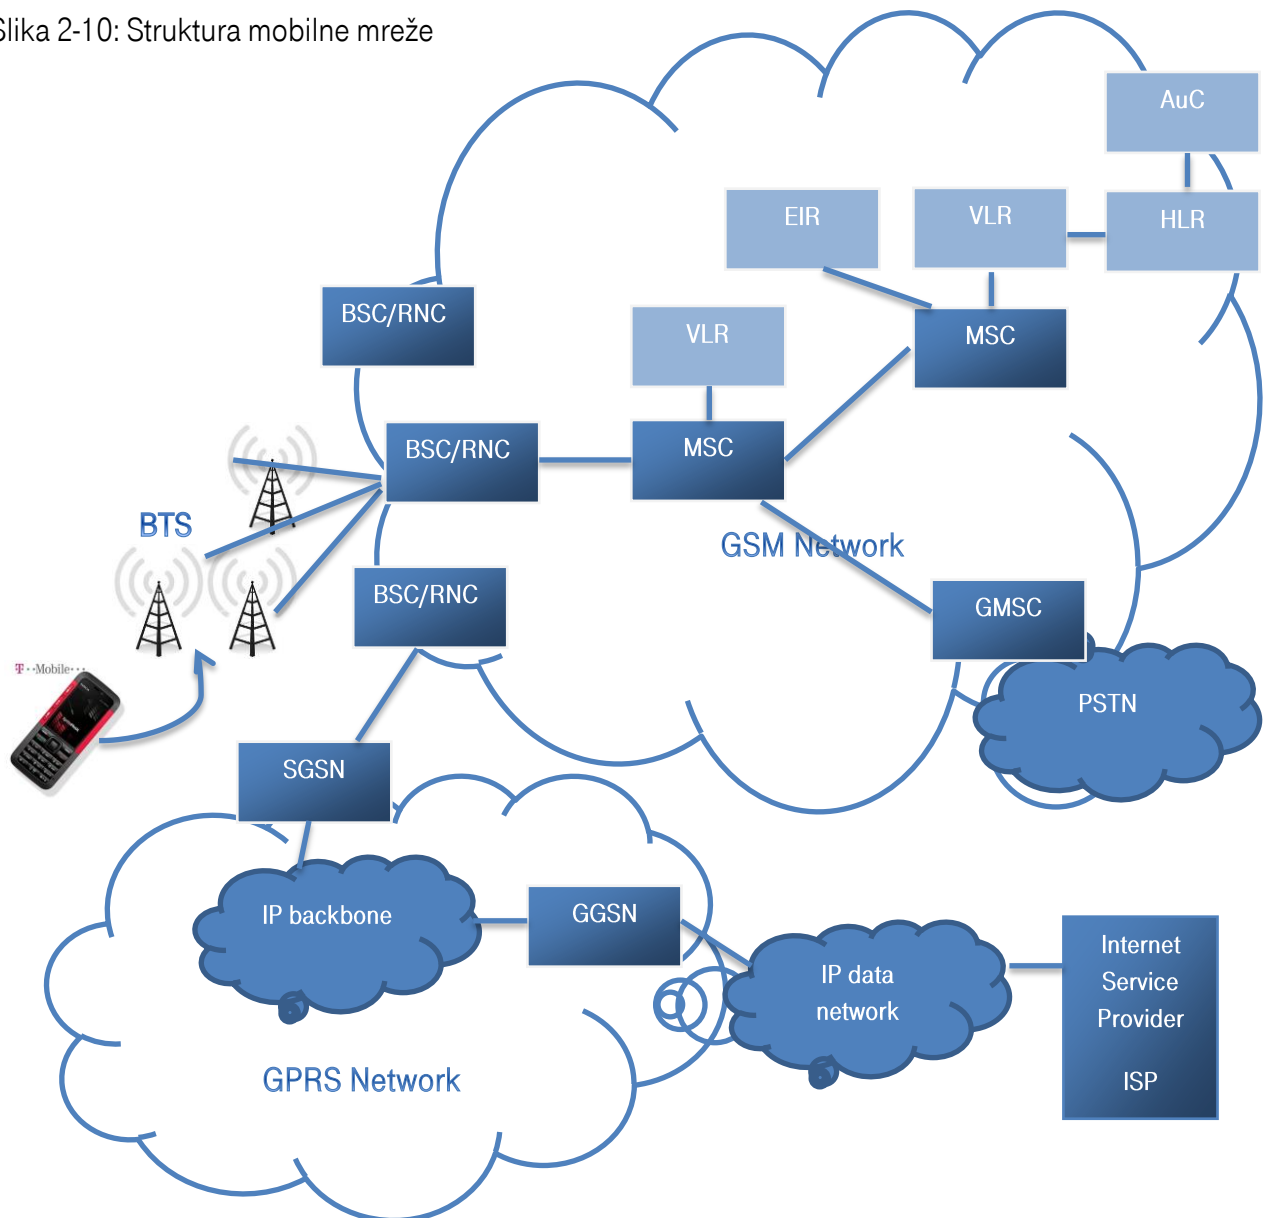 Slika 2-10: Struktura mobilne mreže
AuC
EIR
VLR
HLR
BSC/RNC
VLR
MSC
BSC/RNC
MSC
BTS
GSM Network
BSC/RNC
GMSC
T··Mobile···
PSTN
SGSN
IP backbone
GGSN
IP data
network
Internet
Service
Provider
ISP
GPRS Network